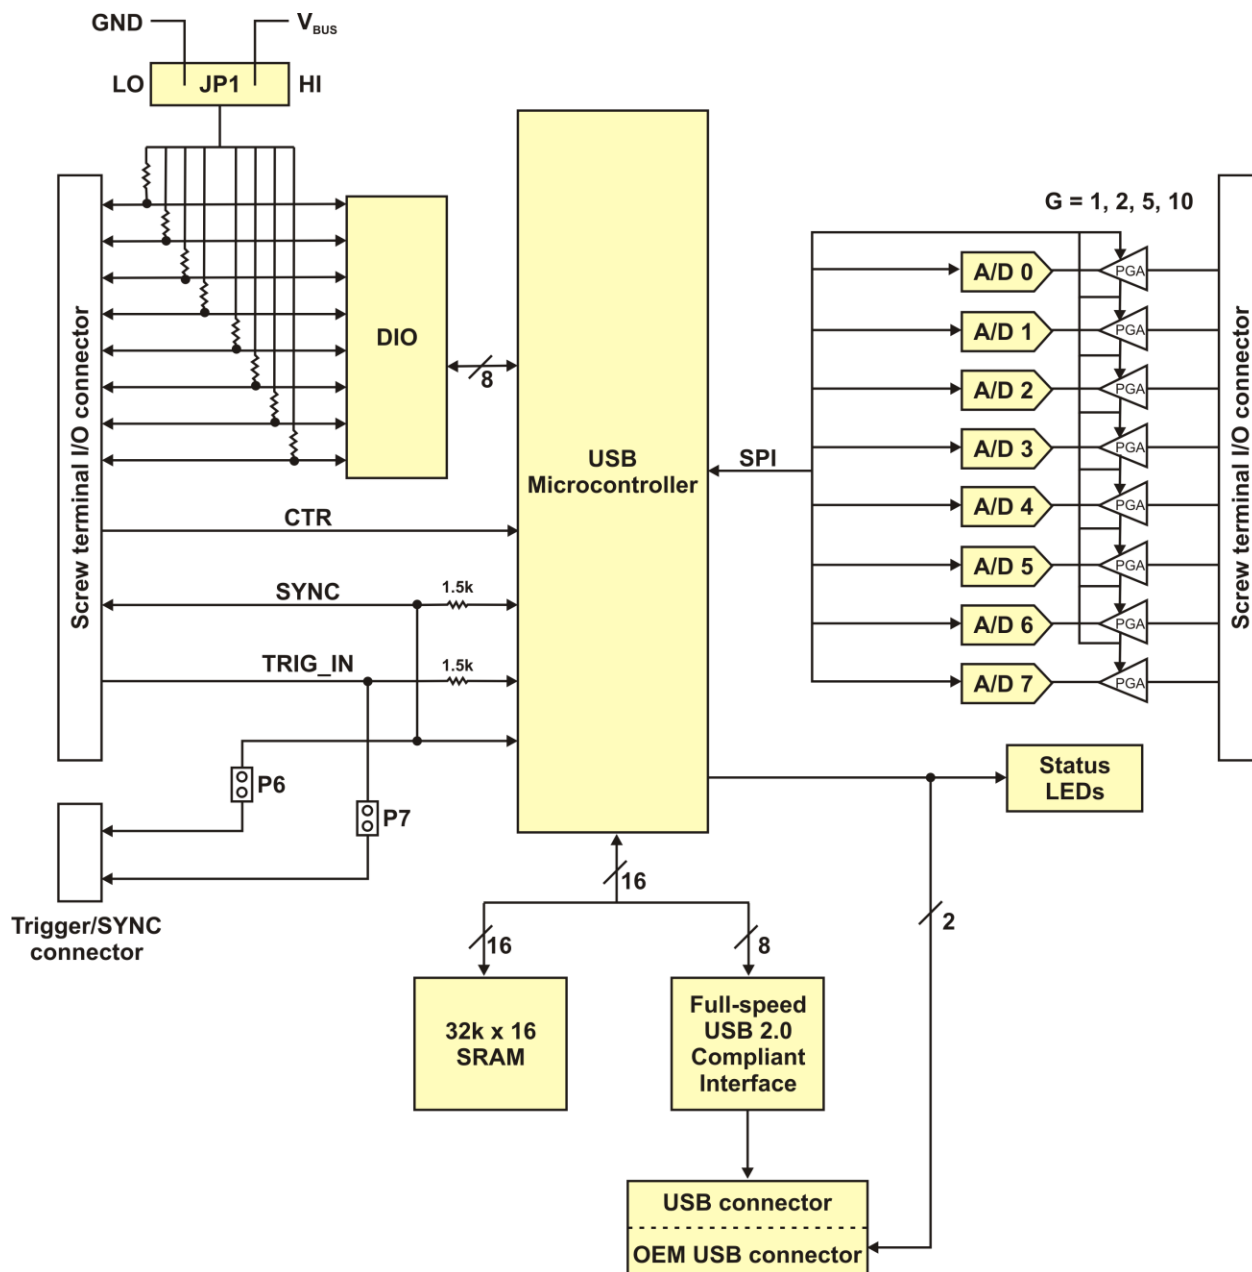 GND
VBUS
LO
JP1
HI
Screw terminal I/O connector
DIO
8
CTR
SYNC
1.5k
TRIG_IN
1.5k
P6
P7
Trigger/SYNC
connector
USB
Microcontroller
SPI
G = 1, 2, 5, 10
A/D 0
PGA
A/D 1
PGA
A/D 2
PGA
A/D 3
PGA
A/D 4
PGA
A/D 5
PGA
A/D 6
PGA
A/D 7
PGA
Screw terminal I/O connector
Status
LEDs
16
16
8
2
32k x 16
SRAM
Full-speed
USB 2.0
Compliant
Interface
USB connector
OEM USB connector